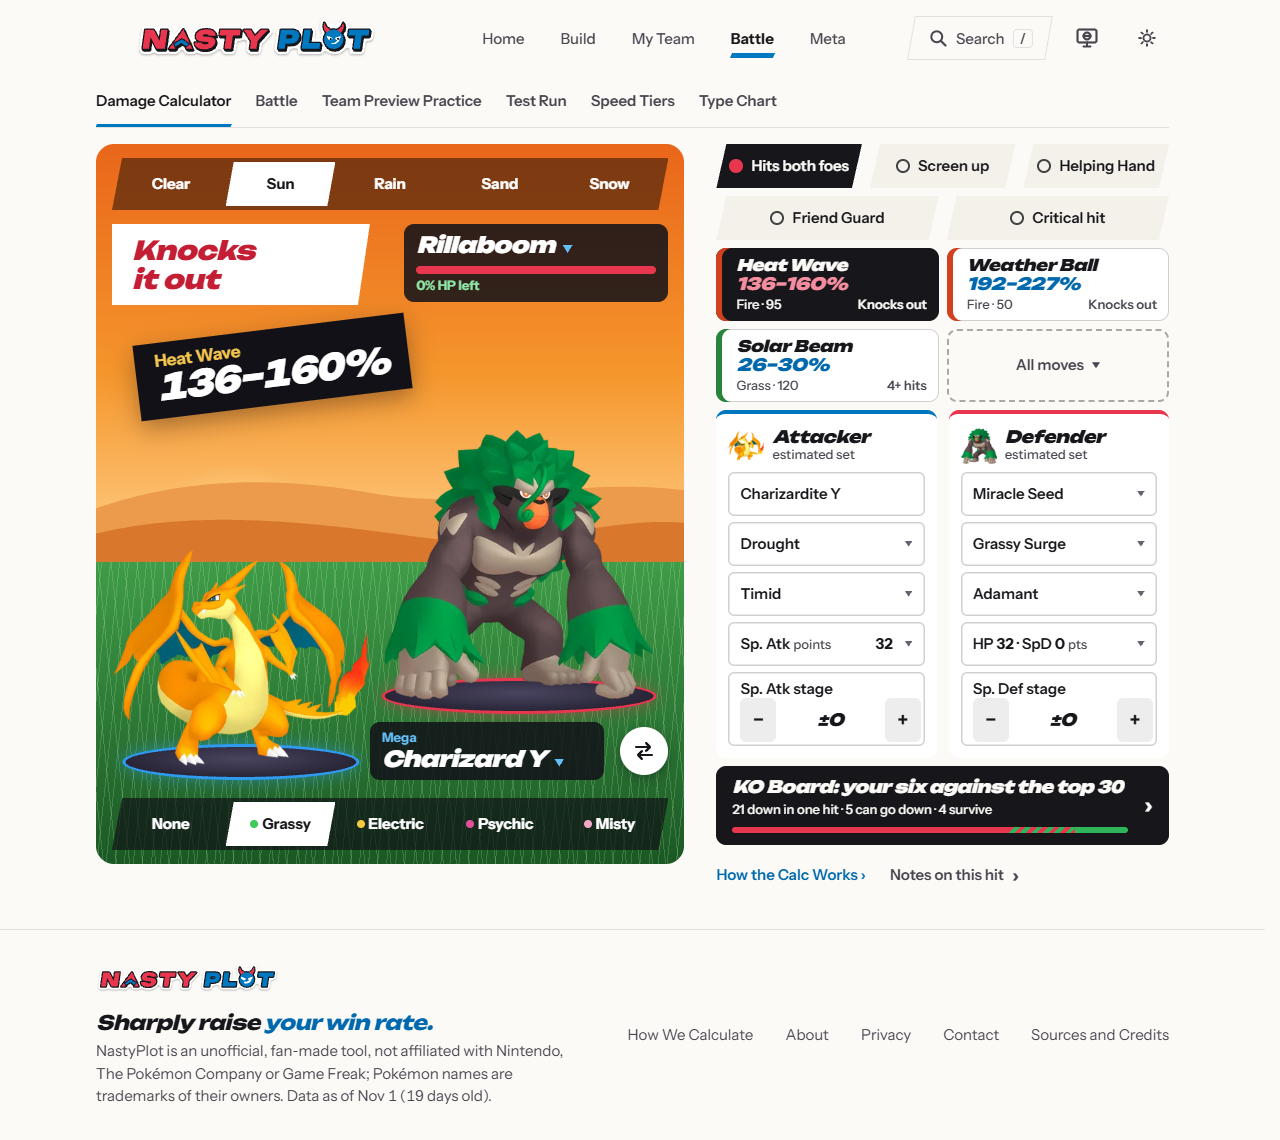 NASTY PLOT
Home
Build
My Team
Battle
Meta
Search /
Damage Calculator
Battle
Team Preview Practice
Test Run
Speed Tiers
Type Chart
Clear
Sun
Rain
Sand
Snow
Knocks
it out
Rillaboom
0% HP left
Heat Wave
136–160%
Mega
Charizard Y
None
Grassy
Electric
Psychic
Misty
Hits both foes
Screen up
Helping Hand
Friend Guard
Critical hit
Heat Wave
136–160%
Fire · 95
Knocks out
Weather Ball
192–227%
Fire · 50
Knocks out
Solar Beam
26–30%
Grass · 120
4+ hits
All moves
Attacker
estimated set
Charizardite Y
Drought
Timid
Sp. Atk points 32
Sp. Atk stage
− ±0 +
Defender
estimated set
Miracle Seed
Grassy Surge
Adamant
HP 32 · SpD 0 pts
Sp. Def stage
− ±0 +
KO Board: your six against the top 30
21 down in one hit · 5 can go down · 4 survive
›
How the Calc Works ›
Notes on this hit ›
NASTY PLOT
Sharply raise your win rate.
NastyPlot is an unofficial, fan-made tool, not affiliated with Nintendo,
The Pokémon Company or Game Freak; Pokémon names are
trademarks of their owners. Data as of Nov 1 (19 days old).
How We Calculate
About
Privacy
Contact
Sources and Credits